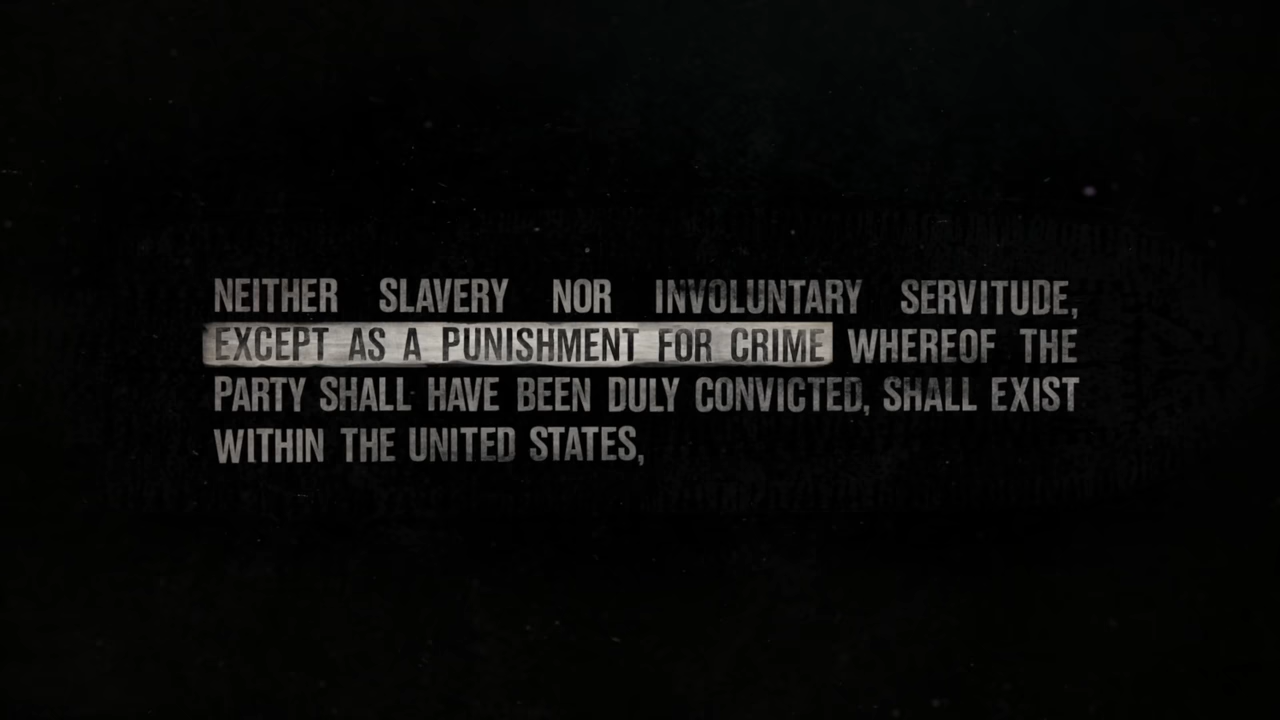 NEITHER SLAVERY NOR INVOLUNTARY SERVITUDE,
EXCEPT AS A PUNISHMENT FOR CRIME WHEREOF THE
PARTY SHALL HAVE BEEN DULY CONVICTED, SHALL EXIST
WITHIN THE UNITED STATES,